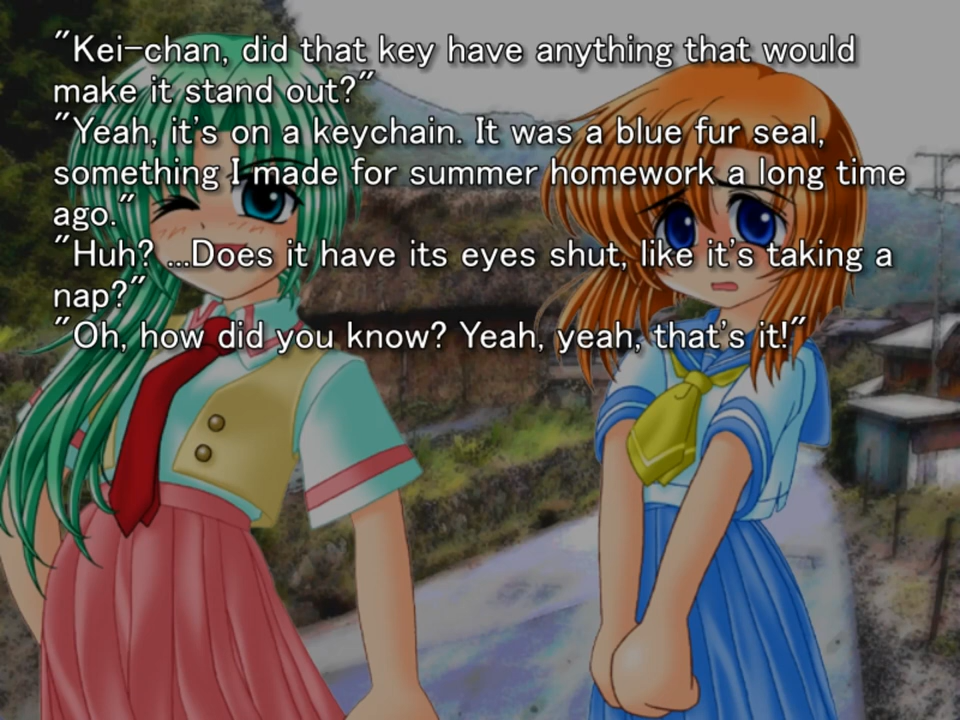 "Kei-chan, did that key have anything that would
make it stand out?"
"Yeah, it's on a keychain. It was a blue fur seal,
something I made for summer homework a long time
ago."
"Huh? ...Does it have its eyes shut, like it's taking a
nap?"
"Oh, how did you know? Yeah, yeah, that's it!"